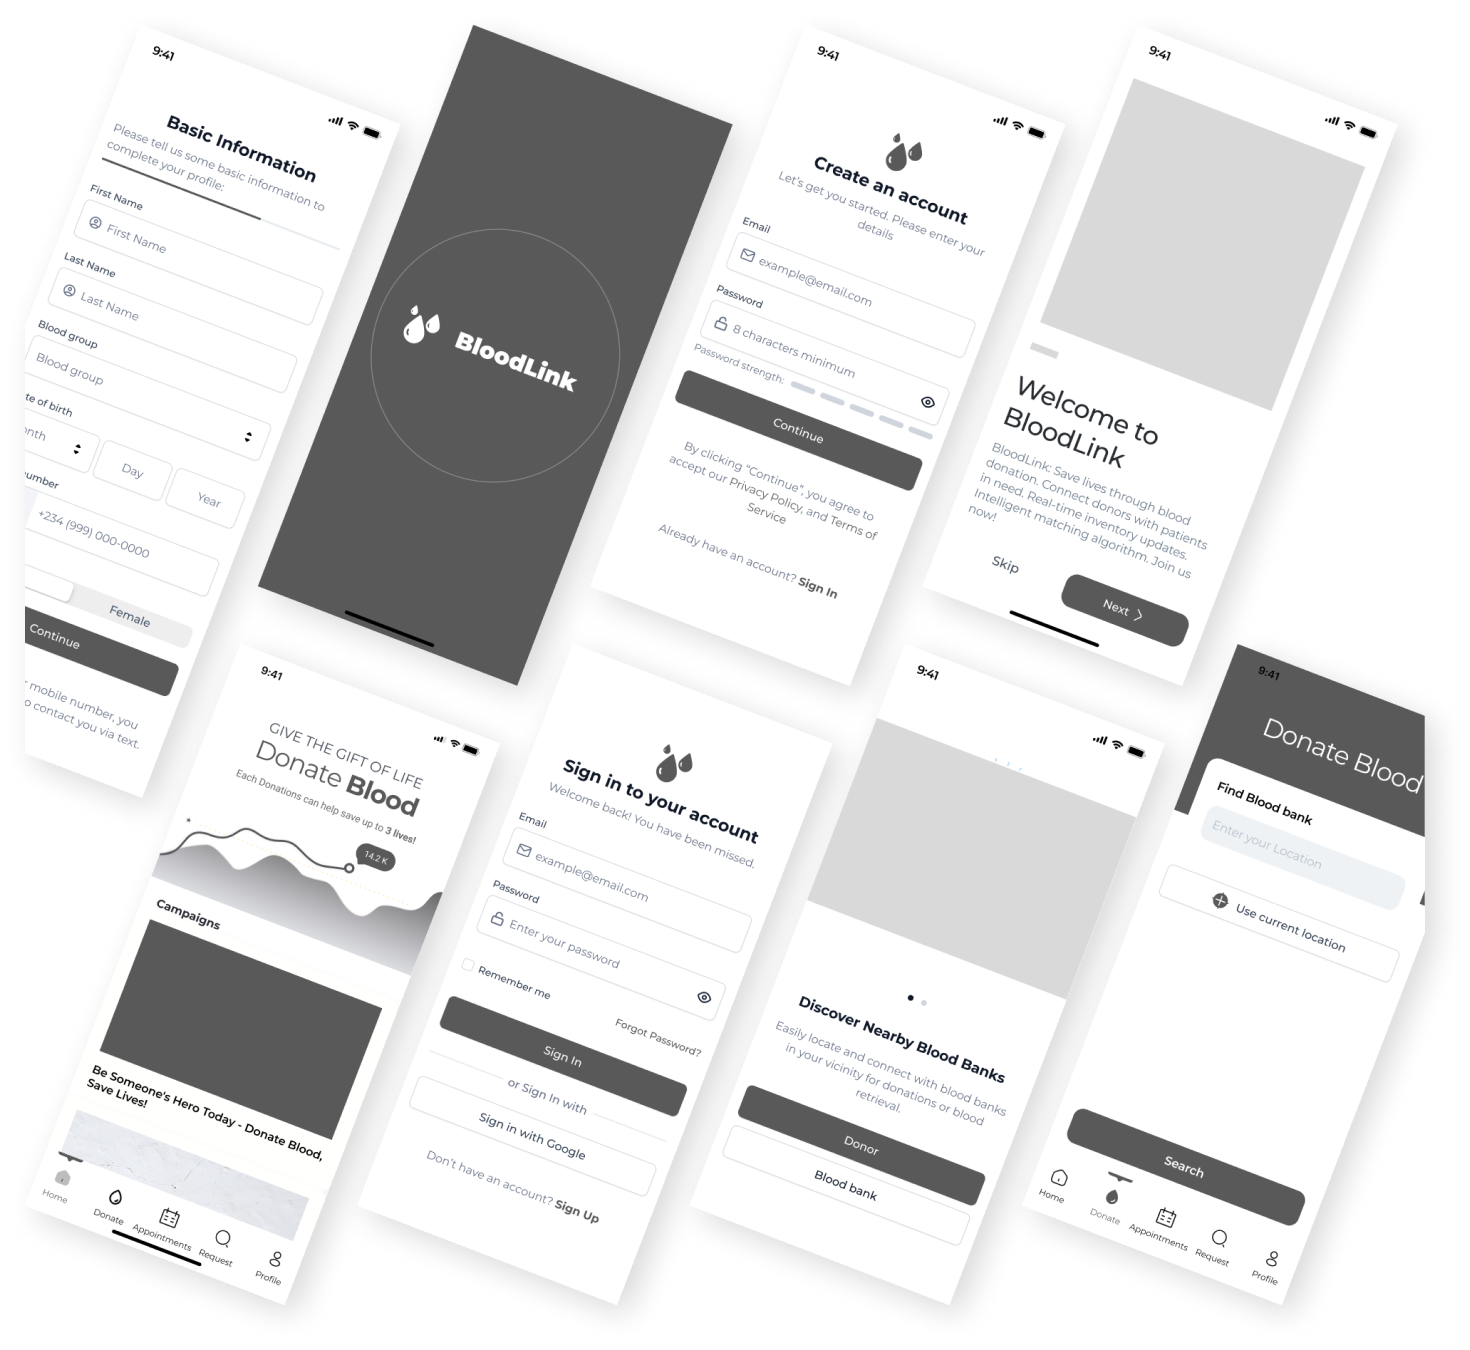 9:41
Basic Information
Please tell us some basic information to
complete your profile:
First Name
First Name
Last Name
Last Name
Blood group
Blood group
te of birth
nth
Day
Year
umber
+234 (999) 000-0000
Female
Continue
mobile number, you
o contact you via text.
BloodLink
9:41
Create an account
Let's get you started. Please enter your
details
Email
example@email.com
Password
8 characters minimum
Password strength:
Continue
By clicking "Continue", you agree to
accept our Privacy Policy, and Terms of
Service
Already have an account? Sign In
9:41
Welcome to
BloodLink
BloodLink: Save lives through blood
donation. Connect donors with patients
in need. Real-time inventory updates.
Intelligent matching algorithm. Join us
now!
Skip
Next
9:41
GIVE THE GIFT OF LIFE
Donate Blood
Each Donations can help save up to 3 lives!
14.2 K
Campaigns
Be Someone's Hero Today - Donate Blood,
Save Lives!
Home
Donate
Appointments
Request
Profile
Sign in to your account
Welcome back! You have been missed.
Email
example@email.com
Password
Enter your password
Remember me
Forgot Password?
Sign In
or Sign In with
Sign in with Google
Don't have an account? Sign Up
9:41
Discover Nearby Blood Banks
Easily locate and connect with blood banks
in your vicinity for donations or blood
retrieval.
Donor
Blood bank
9:41
Donate Blood
Find Blood bank
Enter your Location
Use current location
Search
Home
Donate
Appointments
Request
Profile